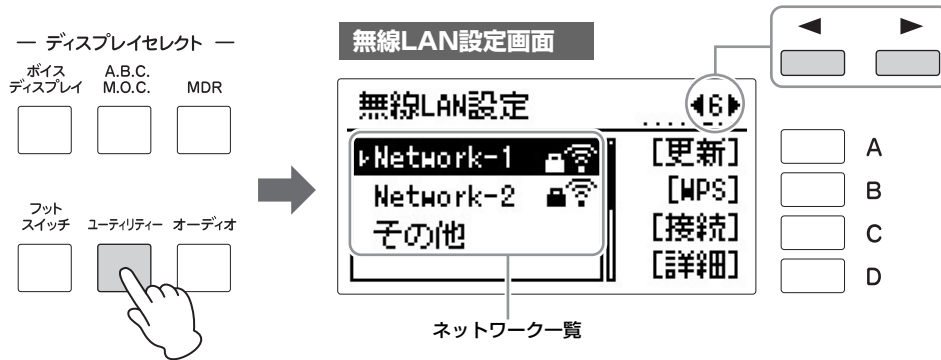 ディスプレイセレクト
ボイス
ディスプレイ
A.B.C.
M.O.C.
MDR
フット
スイッチ
ユーティリティー
オーディオ
無線LAN設定画面
無線LAN設定
6
Network-1
Network-2
その他
[更新]
[WPS]
[接続]
[詳細]
A
B
C
D
ネットワーク一覧